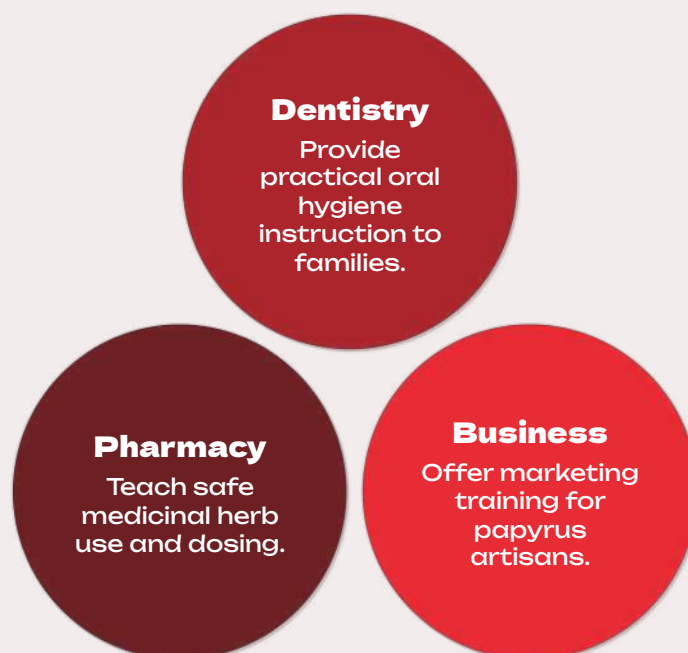 Dentistry
Provide
practical oral
hygiene
instruction to
families.
Pharmacy
Teach safe
medicinal herb
use and dosing.
Business
Offer marketing
training for
papyrus
artisans.